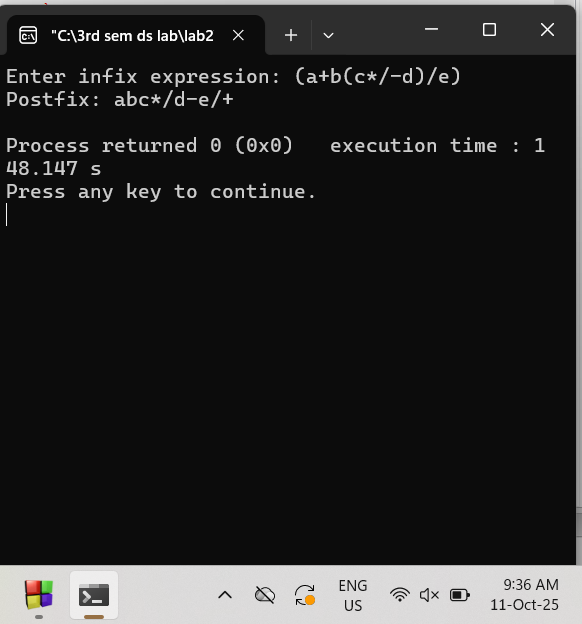 "C:\3rd sem ds lab\lab2
Enter infix expression: (a+b(c*/-d)/e)
Postfix: abc*/d-e/+
Process returned 0 (0x0)   execution time : 1
48.147 s
Press any key to continue.
ENG
US
9:36 AM
11-Oct-25